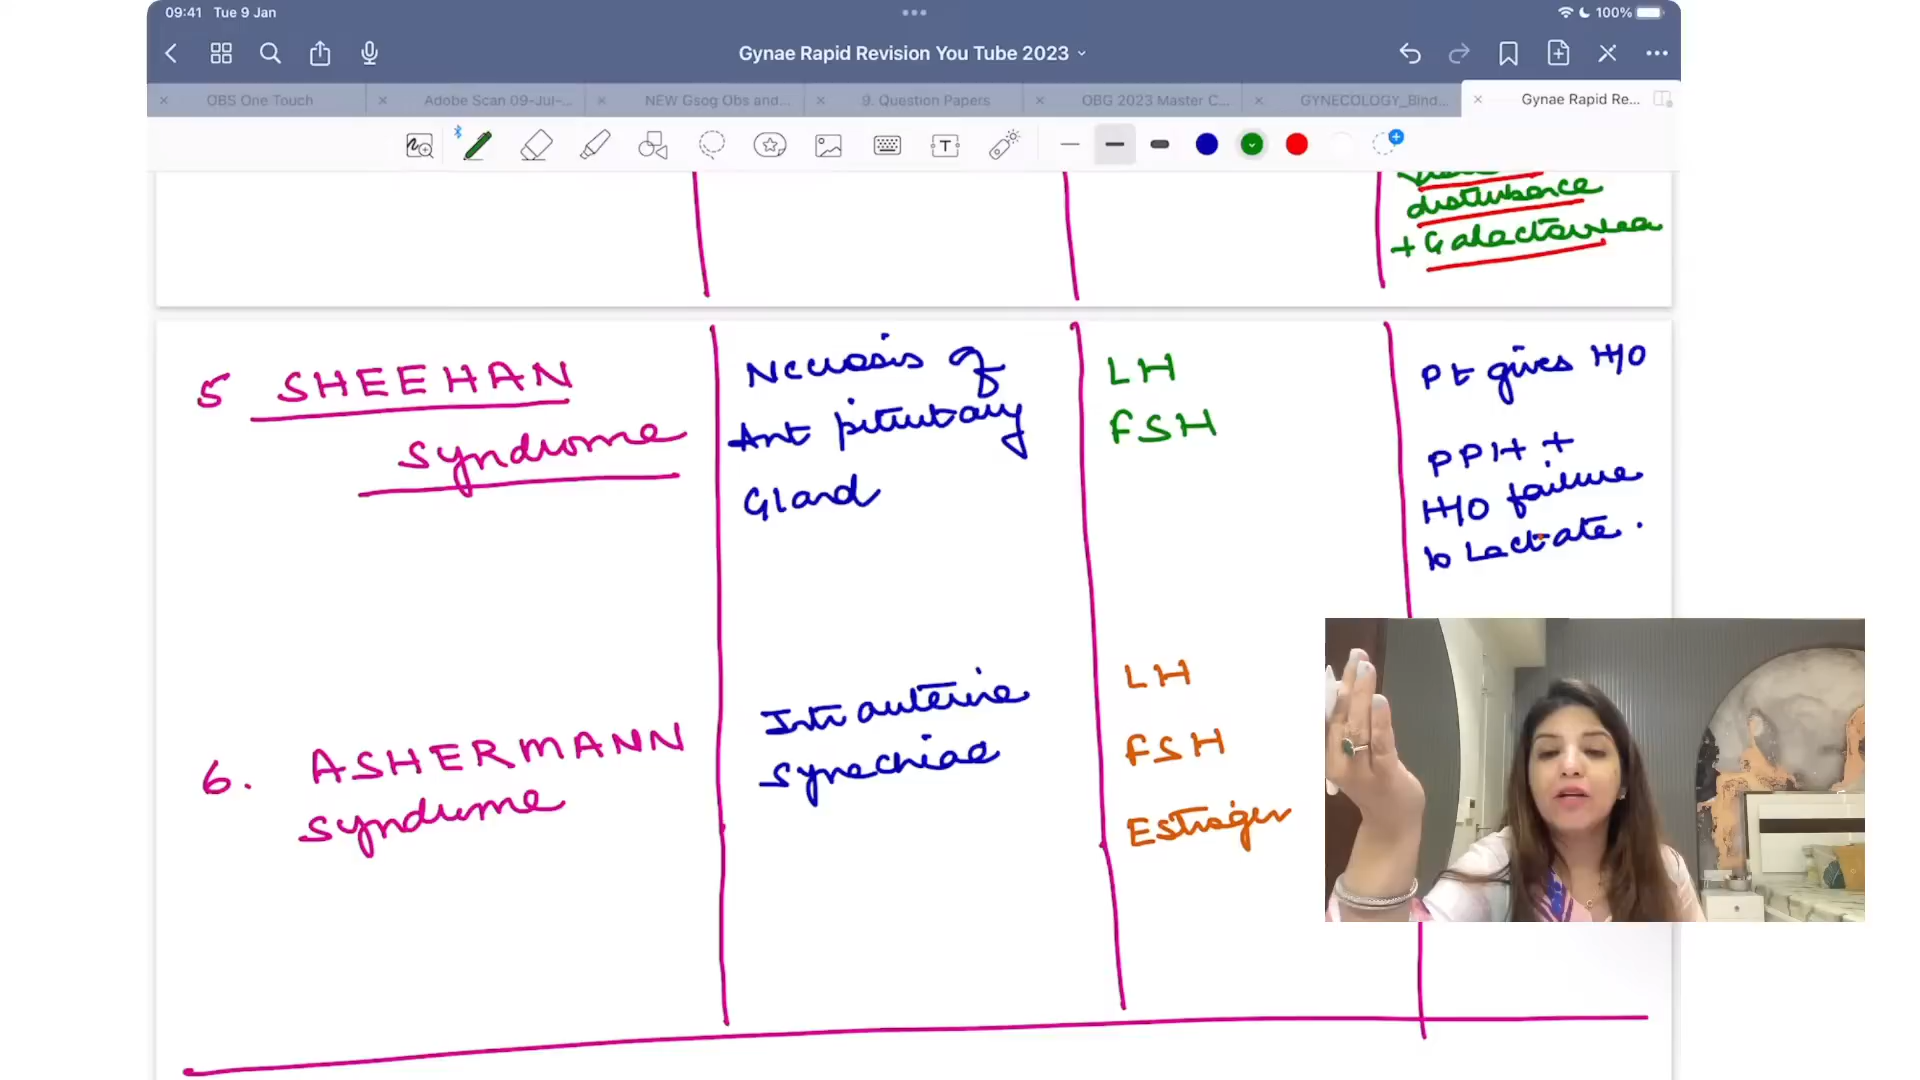 09:41 Tue 9 Jan
100%
Gynae Rapid Revision You Tube 2023
OBS One Touch
Adobe Scan 09-Jul-...
NEW Gsog Obs and...
9. Question Papers
OBG 2023 Master C...
GYNECOLOGY_Bind...
Gynae Rapid Re...
disturbance
+ Galactorrhea
5 SHEEHAN
Syndrome
Necrosis of
Ant pituitary
Gland
LH
FSH
Pt gives H/O
PPH +
H/O failure
to Lactate.
6. ASHERMANN
Syndrome
Intrauterine
Synechiae
LH
FSH
Estrogen